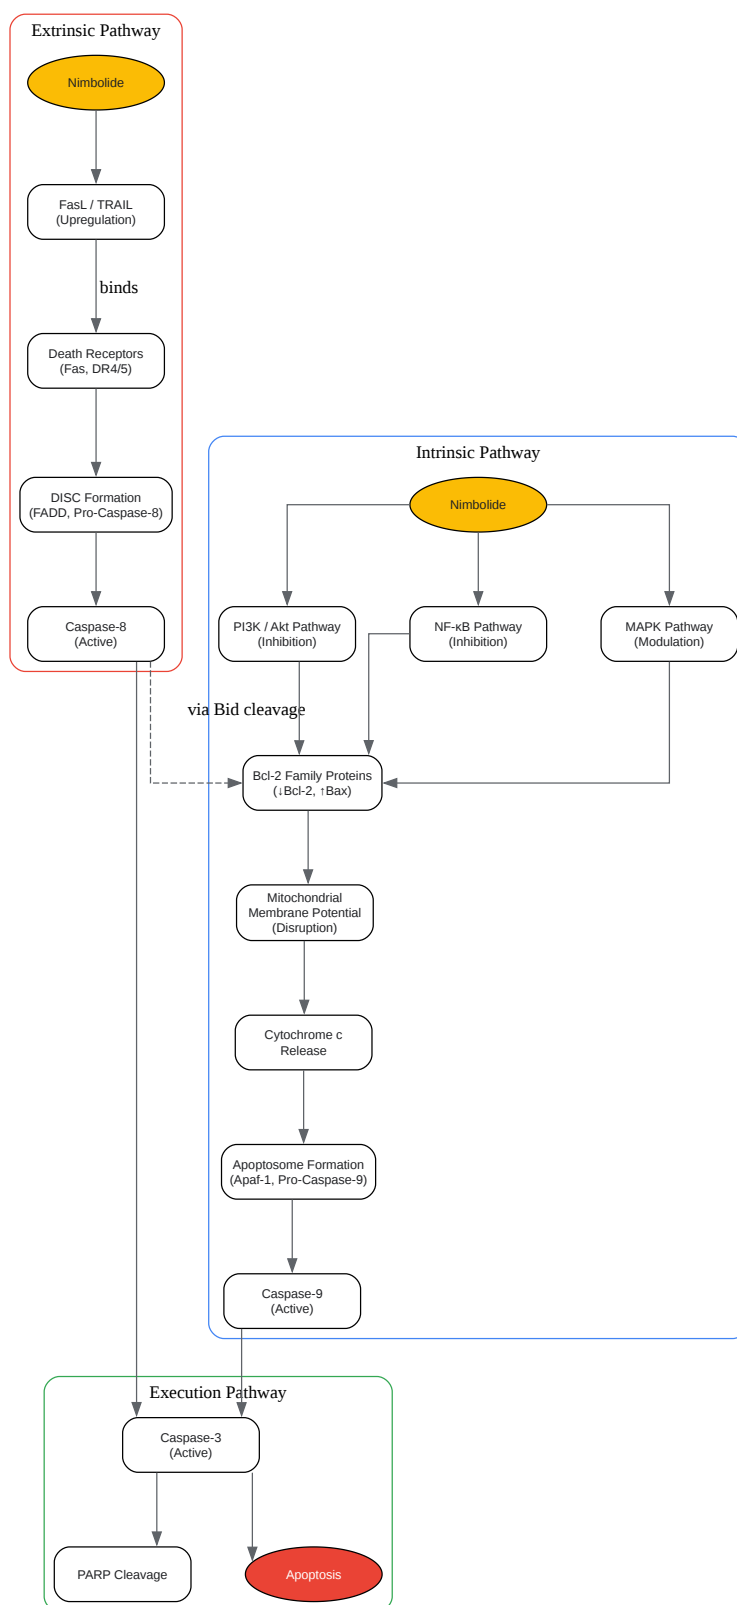 Extrinsic Pathway
Nimbolide
FasL / TRAIL
(Upregulation)
binds
Death Receptors
(Fas, DR4/5)
DISC Formation
(FADD, Pro-Caspase-8)
Caspase-8
(Active)
Intrinsic Pathway
Nimbolide
PI3K / Akt Pathway
(Inhibition)
NF-κB Pathway
(Inhibition)
MAPK Pathway
(Modulation)
via Bid cleavage
Bcl-2 Family Proteins
(↓Bcl-2, ↑Bax)
Mitochondrial
Membrane Potential
(Disruption)
Cytochrome c
Release
Apoptosome Formation
(Apaf-1, Pro-Caspase-9)
Caspase-9
(Active)
Execution Pathway
Caspase-3
(Active)
PARP Cleavage
Apoptosis